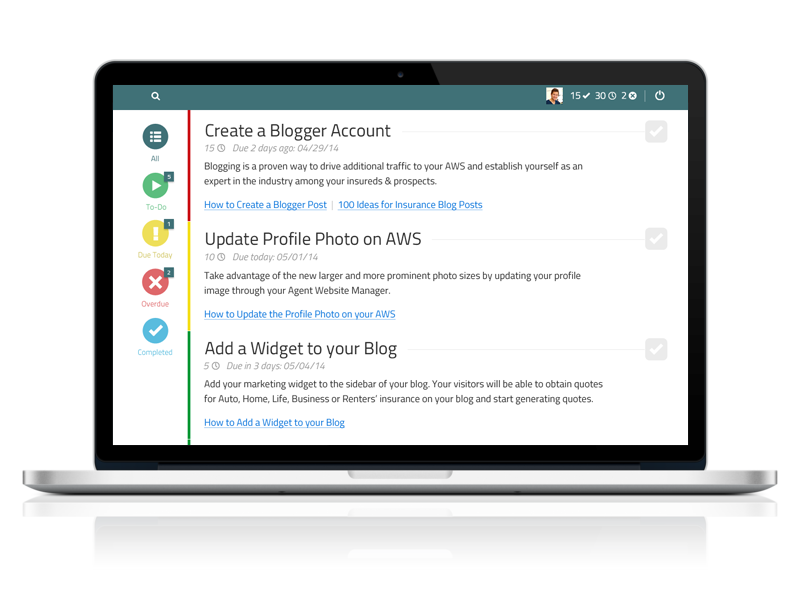 15 30 2
All
5
To-Do
1
Due Today
2
Overdue
Completed
Create a Blogger Account
15 Due 2 days ago: 04/29/14
Blogging is a proven way to drive additional traffic to your AWS and establish yourself as an
expert in the industry among your insureds & prospects.
How to Create a Blogger Post | 100 Ideas for Insurance Blog Posts
Update Profile Photo on AWS
10 Due today: 05/01/14
Take advantage of the new larger and more prominent photo sizes by updating your profile
image through your Agent Website Manager.
How to Update the Profile Photo on your AWS
Add a Widget to your Blog
5 Due in 3 days: 05/04/14
Add your marketing widget to the sidebar of your blog. Your visitors will be able to obtain quotes
for Auto, Home, Life, Business or Renters’ insurance on your blog and start generating quotes.
How to Add a Widget to your Blog